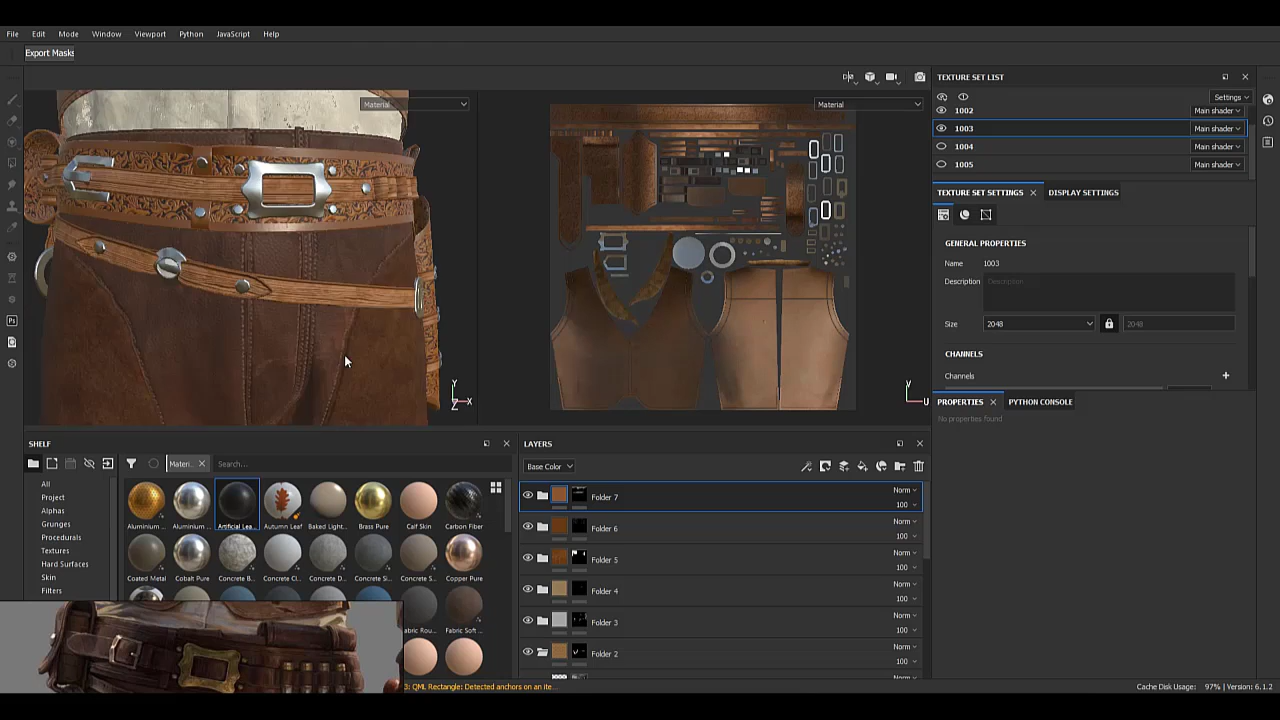 File Edit Mode Window Viewport Python JavaScript Help
Export Masks
TEXTURE SET LIST
Settings
Material
Material
1002 Main shader
1003 Main shader
1004 Main shader
1005 Main shader
TEXTURE SET SETTINGS DISPLAY SETTINGS
GENERAL PROPERTIES
Name 1003
Description Description
Size 2048 2048
CHANNELS
Channels
PROPERTIES PYTHON CONSOLE
No properties found
Y
Z X
V
U
SHELF
Materi...
Search...
All
Project
Alphas
Grunges
Procedurals
Textures
Hard Surfaces
Skin
Filters
Aluminium ... Aluminium ... Artificial Lea... Autumn Leaf Baked Light... Brass Pure Calf Skin Carbon Fiber
Coated Metal Cobalt Pure Concrete B... Concrete Cl... Concrete D... Concrete Si... Concrete S... Copper Pure
abric Rou... Fabric Soft ...
LAYERS
Base Color
Folder 7 Norm 100
Folder 6 Norm 100
Folder 5 Norm 100
Folder 4 Norm 100
Folder 3 Norm 100
Folder 2 Norm 100
QML Rectangle: Detected anchors on an ite...
Cache Disk Usage: 97% | Version: 6.1.2